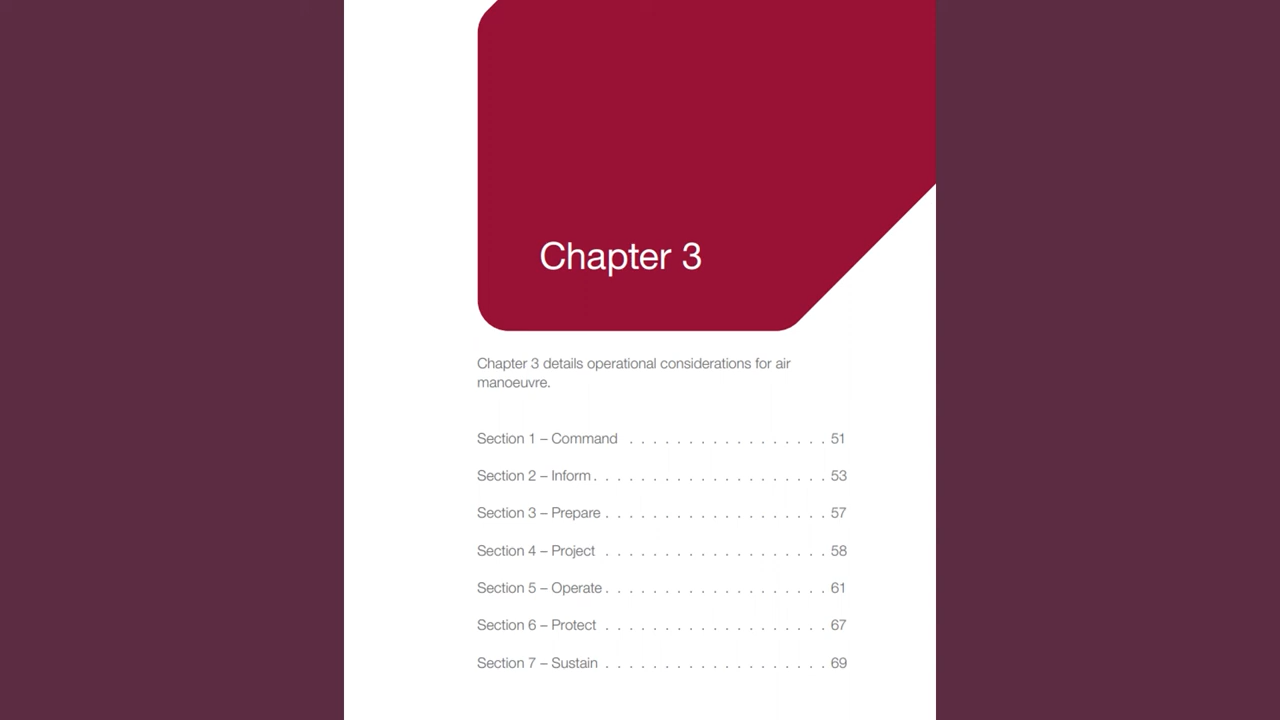 Chapter 3
Chapter 3 details operational considerations for air
manoeuvre.
Section 1 – Command . . . . . . . . . . . . . . . . . 51
Section 2 – Inform . . . . . . . . . . . . . . . . . . . . 53
Section 3 – Prepare . . . . . . . . . . . . . . . . . . . 57
Section 4 – Project . . . . . . . . . . . . . . . . . . . 58
Section 5 – Operate . . . . . . . . . . . . . . . . . . . 61
Section 6 – Protect . . . . . . . . . . . . . . . . . . . 67
Section 7 – Sustain . . . . . . . . . . . . . . . . . . . 69